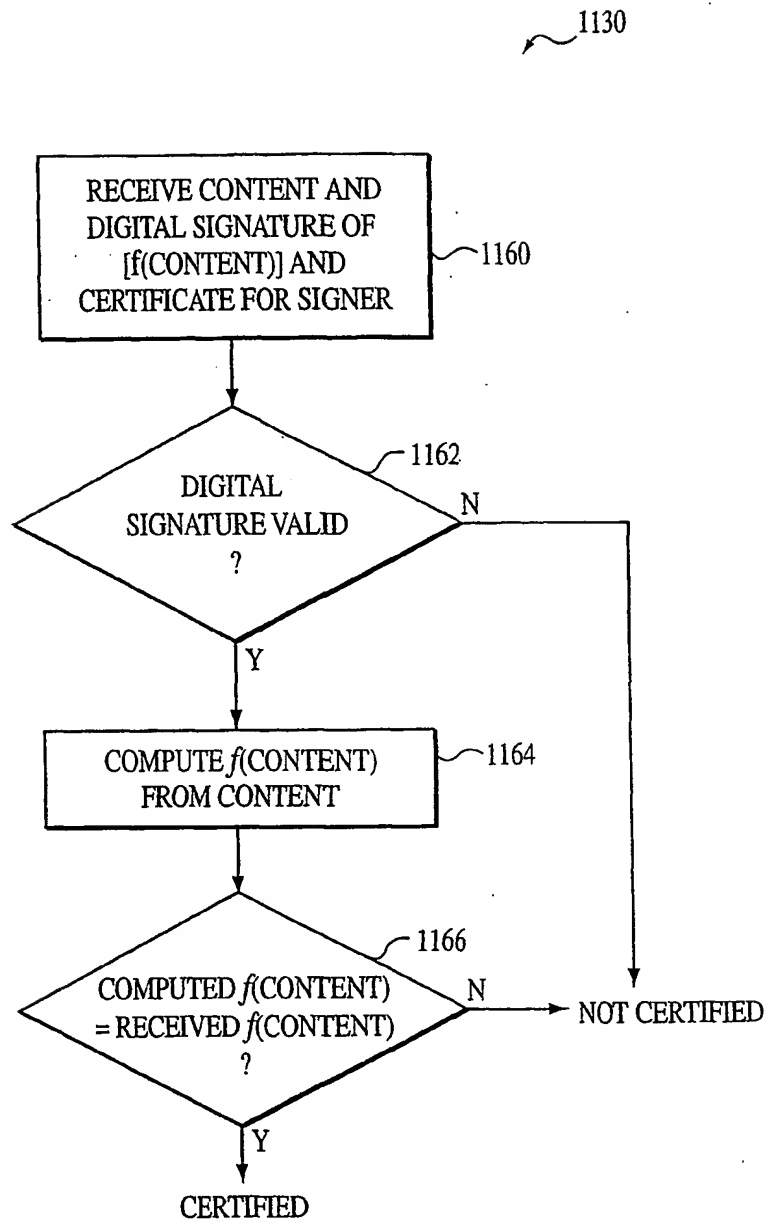 1130
RECEIVE CONTENT AND
DIGITAL SIGNATURE OF
[f(CONTENT)] AND
CERTIFICATE FOR SIGNER
1160
1162
DIGITAL
SIGNATURE VALID
?
N
Y
COMPUTE f(CONTENT)
FROM CONTENT
1164
1166
COMPUTED f(CONTENT)
= RECEIVED f(CONTENT)
?
N
NOT CERTIFIED
Y
CERTIFIED